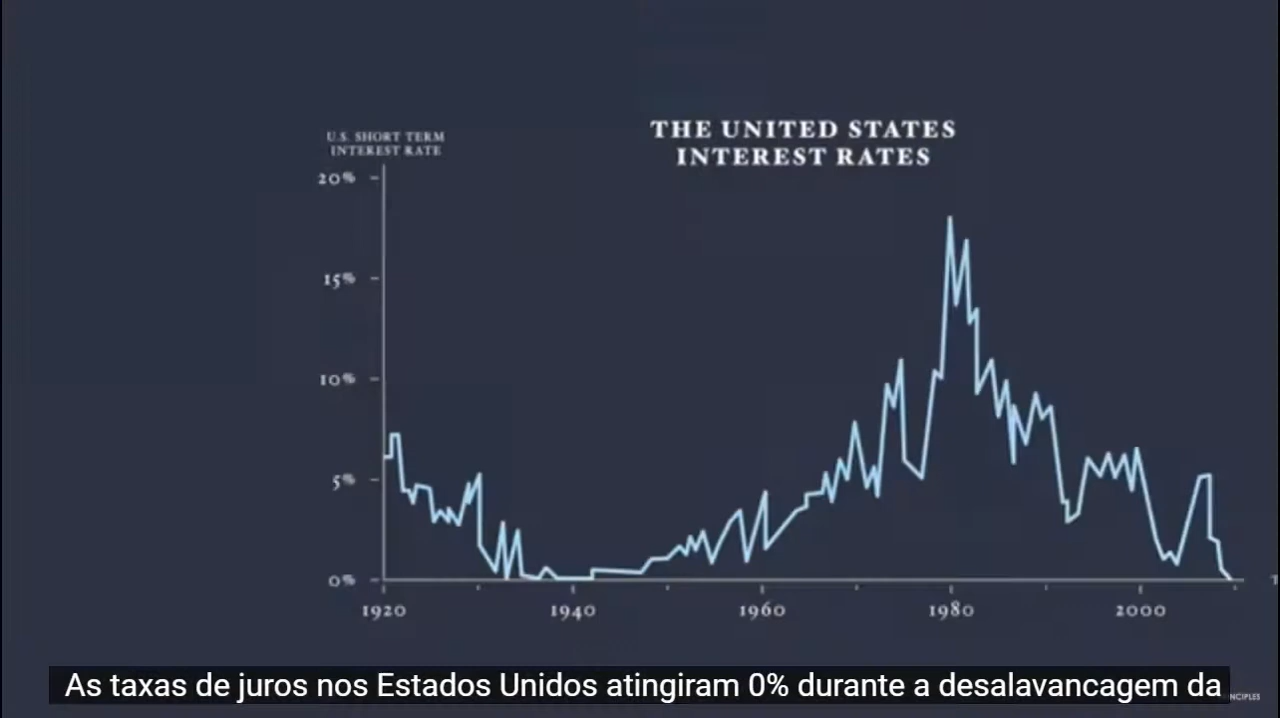 U.S. SHORT TERM
INTEREST RATE
THE UNITED STATES
INTEREST RATES
20%
15%
10%
5%
0%
1920
1940
1960
1980
2000
As taxas de juros nos Estados Unidos atingiram 0% durante a desalavancagem da